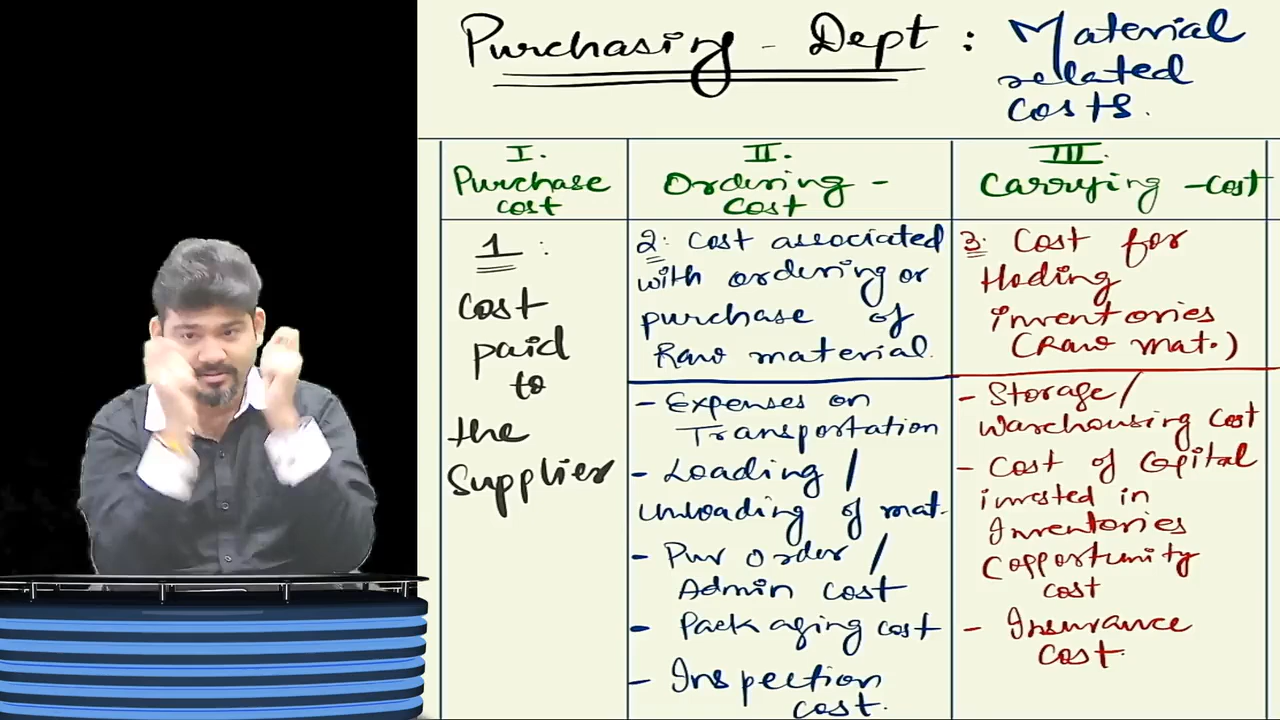 Purchasing - Dept : Material
related
costs.
I.
Purchase
cost
1 :
cost
paid
to
the
Supplier
II.
Ordering -
cost
2: cost associated
with ordering or
purchase of
Raw material.
- Expenses on
Transportation
- Loading /
unloading of mat.
- Pur order /
Admin cost
- Packaging cost
- Inspection
cost.
III.
Carrying - cost
3: Cost for
Hoding
inventories
(Raw mat.)
- Storage/
Warehousing cost
- Cost of Capital
invested in
Inventories
(opportunity
cost
- Insurance
cost.